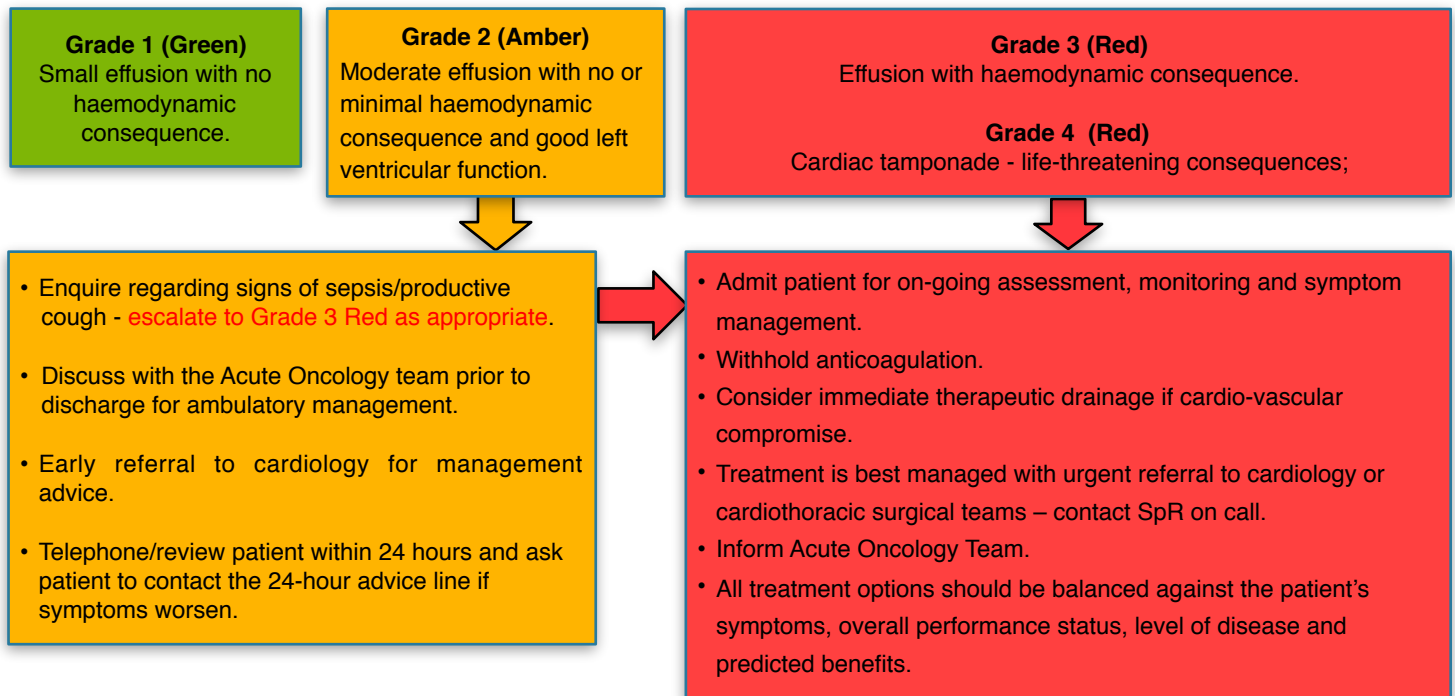 Grade 1 (Green)
Small effusion with no
haemodynamic
consequence.
Grade 2 (Amber)
Moderate effusion with no or
minimal haemodynamic
consequence and good left
ventricular function.
Grade 3 (Red)
Effusion with haemodynamic consequence.
Grade 4  (Red)
Cardiac tamponade - life-threatening consequences;
• Enquire regarding signs of sepsis/productive
cough - escalate to Grade 3 Red as appropriate.
• Discuss with the Acute Oncology team prior to
discharge for ambulatory management.
• Early referral to cardiology for management
advice.
• Telephone/review patient within 24 hours and ask
patient to contact the 24-hour advice line if
symptoms worsen.
• Admit patient for on-going assessment, monitoring and symptom
management.
• Withhold anticoagulation.
• Consider immediate therapeutic drainage if cardio-vascular
compromise.
• Treatment is best managed with urgent referral to cardiology or
cardiothoracic surgical teams – contact SpR on call.
• Inform Acute Oncology Team.
• All treatment options should be balanced against the patient’s
symptoms, overall performance status, level of disease and
predicted benefits.